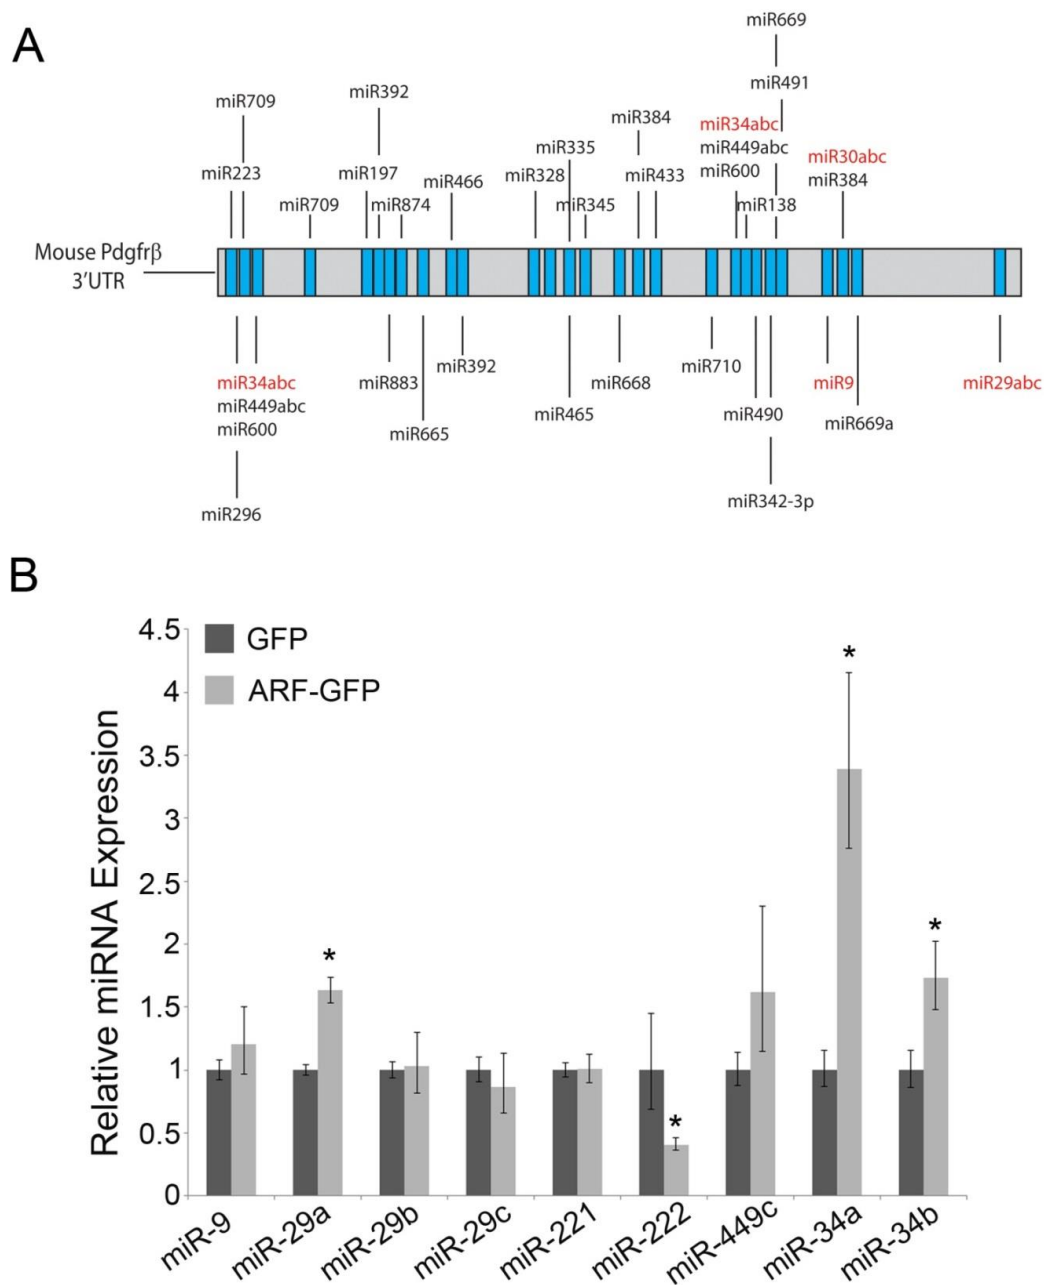 A
miR669
miR491
miR392
miR709
miR384
miR34abc
miR449abc
miR600
miR335
miR30abc
miR384
miR223
miR197
miR466
miR328
miR433
miR709
miR874
miR345
miR138
Mouse Pdgfrβ
3'UTR
miR34abc
miR449abc
miR600
miR296
miR883
miR665
miR392
miR465
miR668
miR710
miR490
miR342-3p
miR9
miR669a
miR29abc
B
GFP
ARF-GFP
Relative miRNA Expression
4.5
4
3.5
3
2.5
2
1.5
1
0.5
0
*
*
*
*
miR-9
miR-29a
miR-29b
miR-29c
miR-221
miR-222
miR-449c
miR-34a
miR-34b